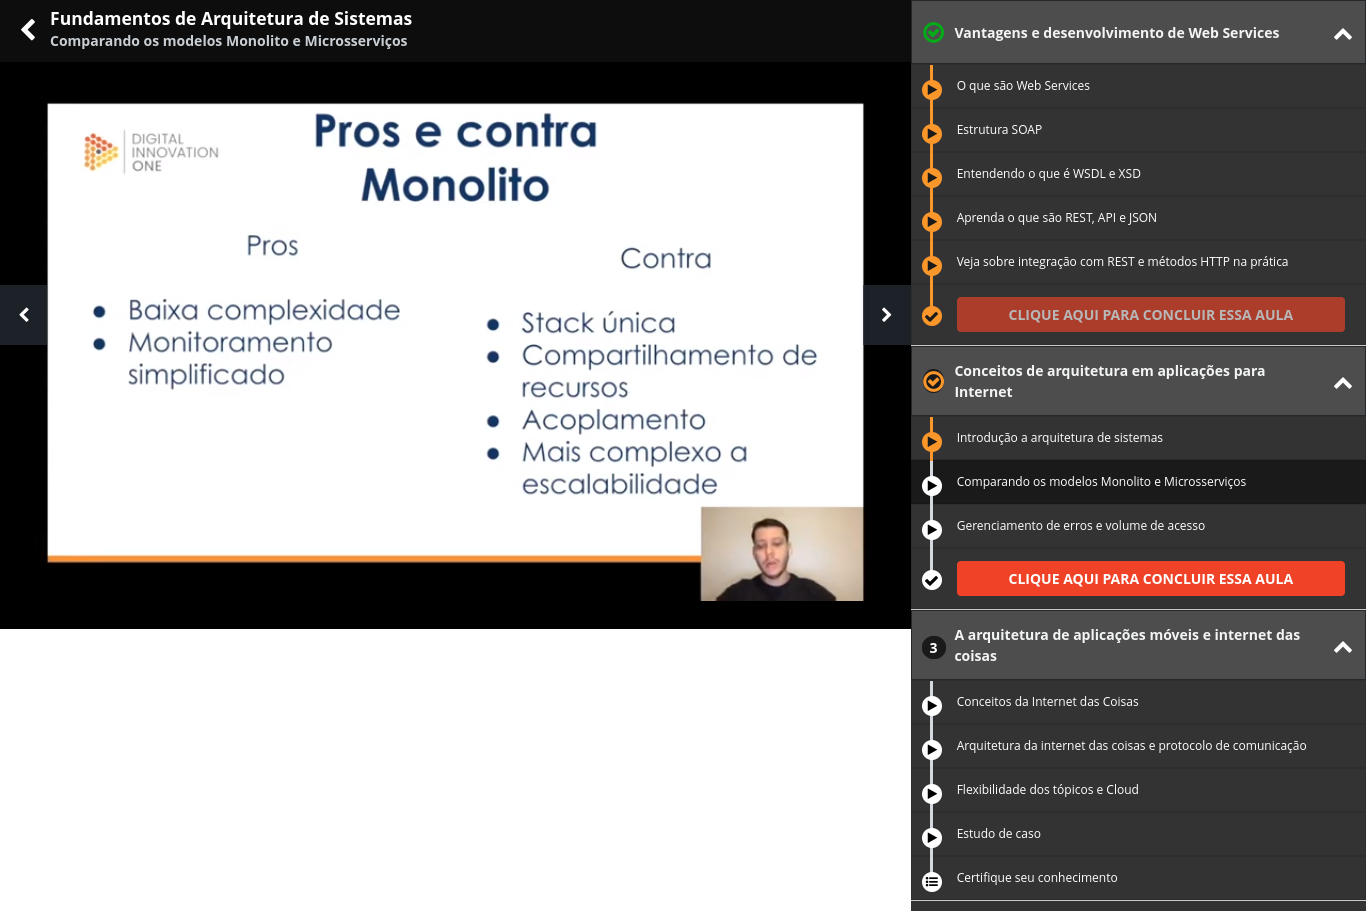 Fundamentos de Arquitetura de Sistemas
Comparando os modelos Monolito e Microsserviços
DIGITAL
INNOVATION
ONE
Pros e contra
Monolito
Pros
● Baixa complexidade
● Monitoramento
simplificado
Contra
● Stack única
● Compartilhamento de
recursos
● Acoplamento
● Mais complexo a
escalabilidade
Vantagens e desenvolvimento de Web Services
O que são Web Services
Estrutura SOAP
Entendendo o que é WSDL e XSD
Aprenda o que são REST, API e JSON
Veja sobre integração com REST e métodos HTTP na prática
CLIQUE AQUI PARA CONCLUIR ESSA AULA
Conceitos de arquitetura em aplicações para
Internet
Introdução a arquitetura de sistemas
Comparando os modelos Monolito e Microsserviços
Gerenciamento de erros e volume de acesso
CLIQUE AQUI PARA CONCLUIR ESSA AULA
3
A arquitetura de aplicações móveis e internet das
coisas
Conceitos da Internet das Coisas
Arquitetura da internet das coisas e protocolo de comunicação
Flexibilidade dos tópicos e Cloud
Estudo de caso
Certifique seu conhecimento